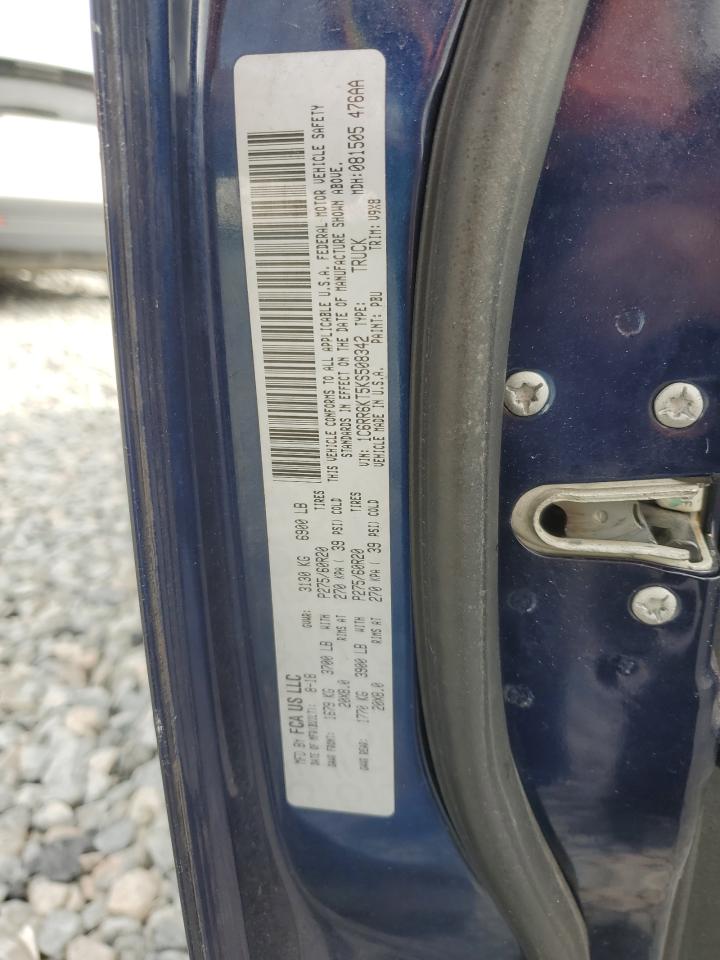 MFD BY FCA US LLC
DATE OF MFR(BUILT): 8-18 GVWR: 3130 KG 6900 LB
GAWR FRONT: 1679 KG 3700 LB WITH P275/60R20 TIRES
20X8.0 RIMS AT 270 KPA ( 39 PSI) COLD
GAWR REAR: 1770 KG 3900 LB WITH P275/60R20 TIRES
20X8.0 RIMS AT 270 KPA ( 39 PSI) COLD
THIS VEHICLE CONFORMS TO ALL APPLICABLE U.S.A. FEDERAL MOTOR VEHICLE SAFETY
STANDARDS IN EFFECT ON THE DATE OF MANUFACTURE SHOWN ABOVE.
VIN: 1C6RR6KT5KS508342 TYPE: TRUCK MDH:081505 476AA
VEHICLE MADE IN U.S.A. PAINT: PBU TRIM: V9X8